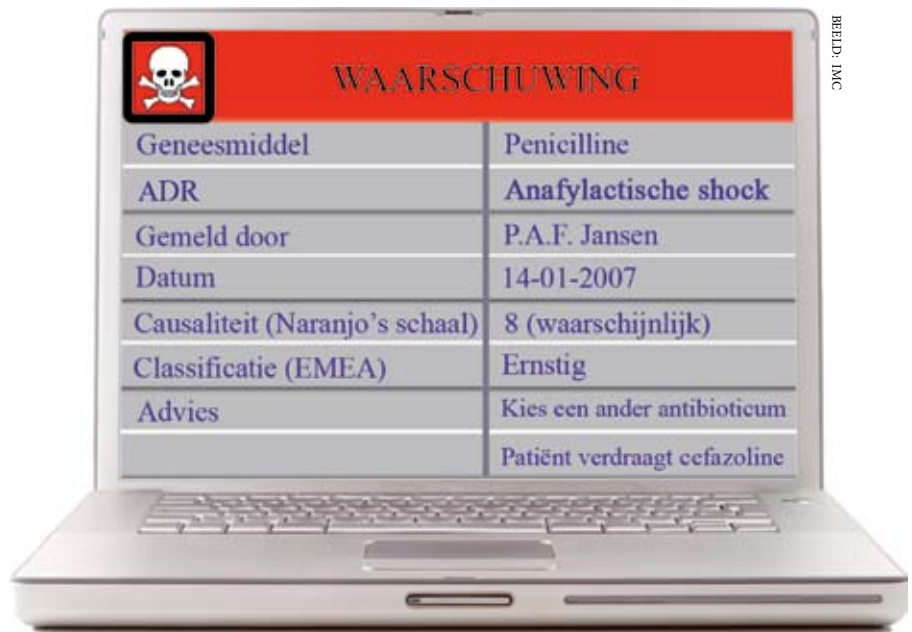 BEELD: IMC
WAARSCHUWING
Geneesmiddel Penicilline
ADR Anafylactische shock
Gemeld door P.A.F. Jansen
Datum 14-01-2007
Causaliteit (Naranjo's schaal) 8 (waarschijnlijk)
Classificatie (EMEA) Ernstig
Advies Kies een ander antibioticum
Patiënt verdraagt cefazoline